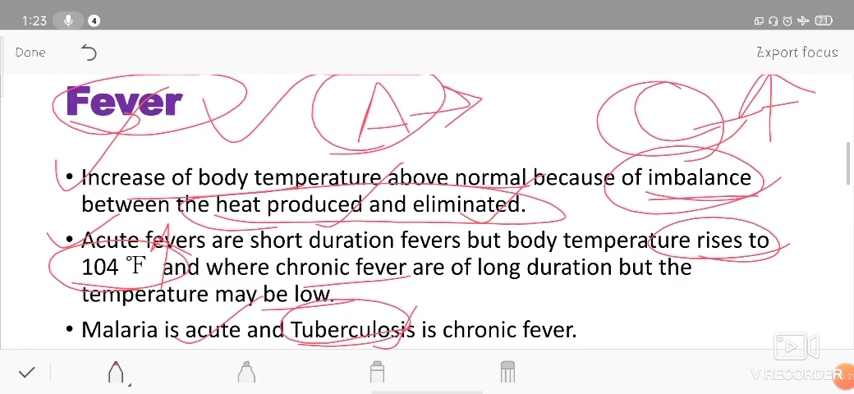 1:23 4 71
Done Export focus
Fever A
• Increase of body temperature above normal because of imbalance
between the heat produced and eliminated.
• Acute fevers are short duration fevers but body temperature rises to
104 °F and where chronic fever are of long duration but the
temperature may be low.
• Malaria is acute and Tuberculosis is chronic fever.
V RECORDER